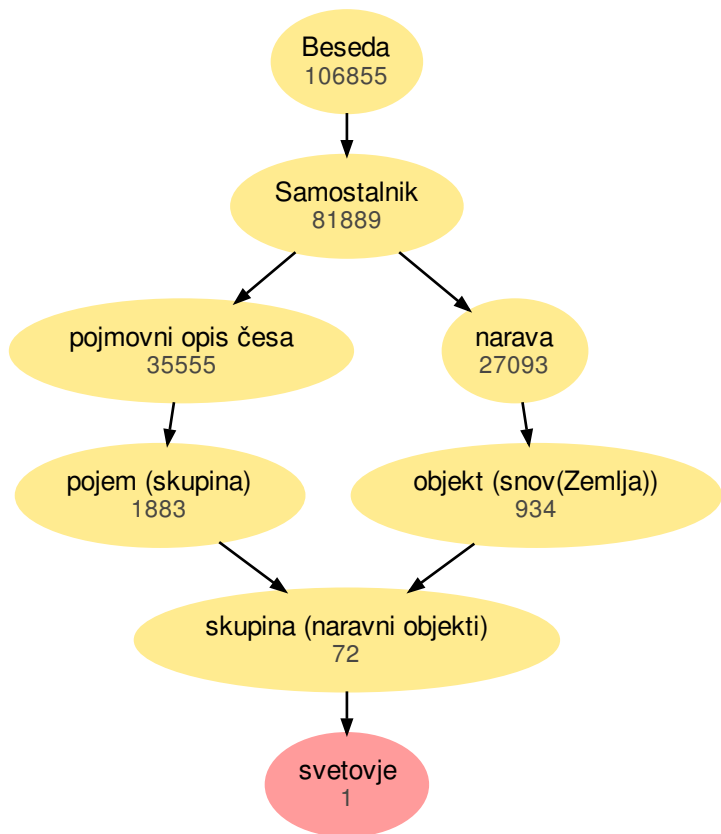 Beseda
106855
Samostalnik
81889
pojmovni opis česa
35555
narava
27093
pojem (skupina)
1883
objekt (snov(Zemlja))
934
skupina (naravni objekti)
72
svetovje
1